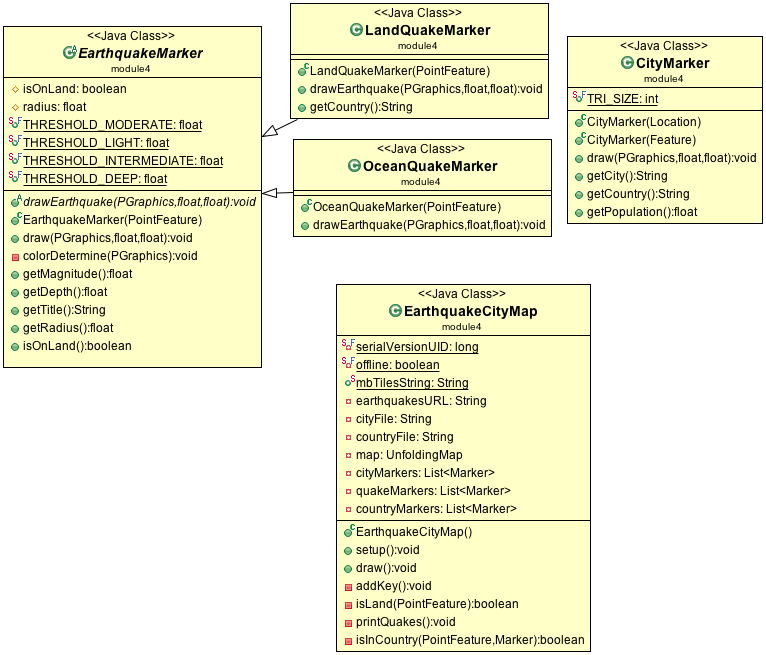 <<Java Class>>
EarthquakeMarker
module4
isOnLand: boolean
radius: float
THRESHOLD_MODERATE: float
THRESHOLD_LIGHT: float
THRESHOLD_INTERMEDIATE: float
THRESHOLD_DEEP: float
drawEarthquake(PGraphics,float,float):void
EarthquakeMarker(PointFeature)
draw(PGraphics,float,float):void
colorDetermine(PGraphics):void
getMagnitude():float
getDepth():float
getTitle():String
getRadius():float
isOnLand():boolean
<<Java Class>>
LandQuakeMarker
module4
LandQuakeMarker(PointFeature)
drawEarthquake(PGraphics,float,float):void
getCountry():String
<<Java Class>>
OceanQuakeMarker
module4
OceanQuakeMarker(PointFeature)
drawEarthquake(PGraphics,float,float):void
<<Java Class>>
CityMarker
module4
TRI_SIZE: int
CityMarker(Location)
CityMarker(Feature)
draw(PGraphics,float,float):void
getCity():String
getCountry():String
getPopulation():float
<<Java Class>>
EarthquakeCityMap
module4
serialVersionUID: long
offline: boolean
mbTilesString: String
earthquakesURL: String
cityFile: String
countryFile: String
map: UnfoldingMap
cityMarkers: List<Marker>
quakeMarkers: List<Marker>
countryMarkers: List<Marker>
EarthquakeCityMap()
setup():void
draw():void
addKey():void
isLand(PointFeature):boolean
printQuakes():void
isInCountry(PointFeature,Marker):boolean